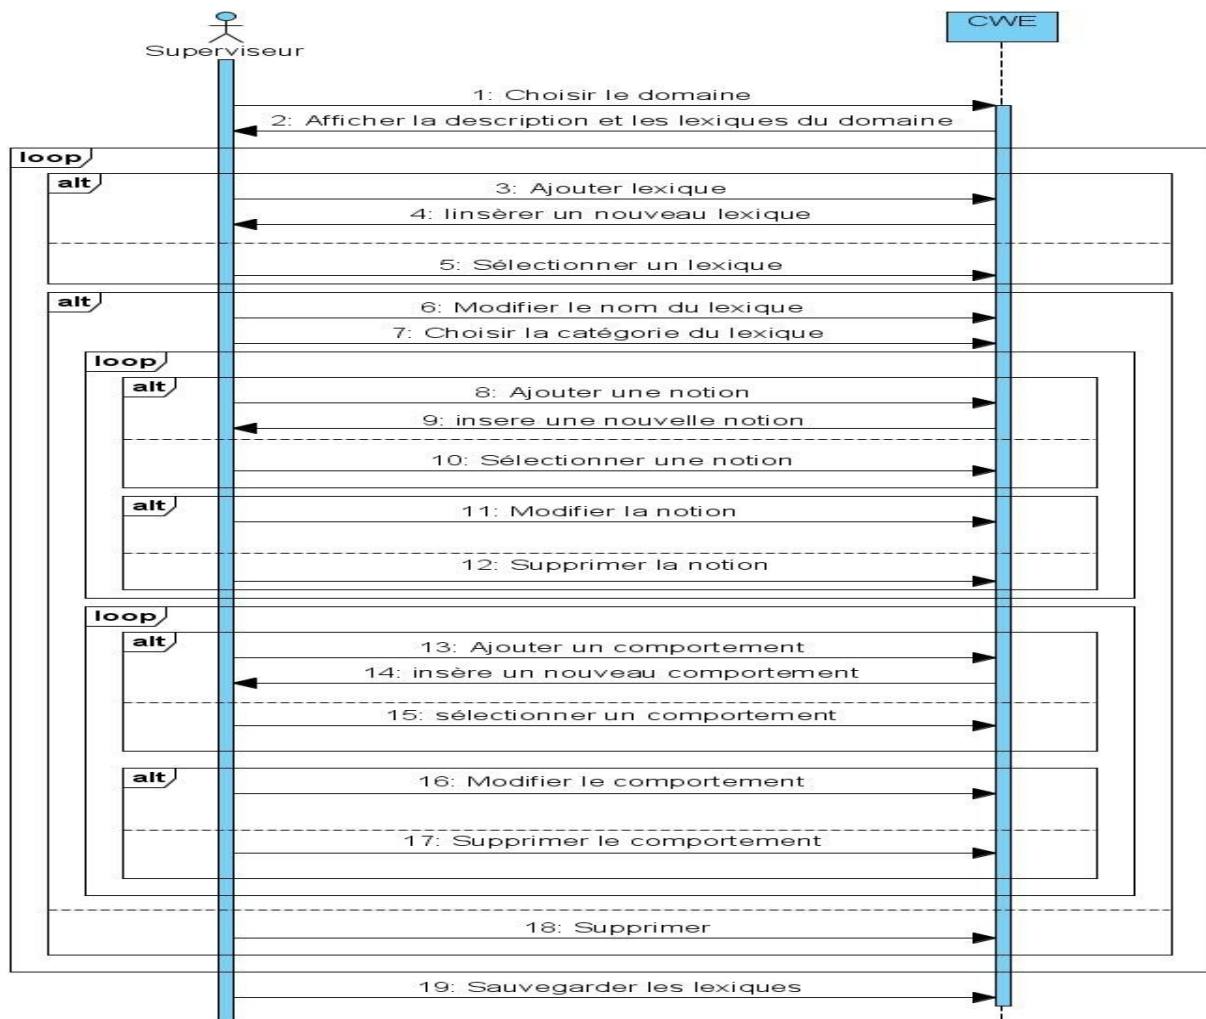 Superviseur
CWE
1: Choisir le domaine
2: Afficher la description et les lexiques du domaine
loop
alt
3: Ajouter lexique
4: Iinsèrer un nouveau lexique
5: Sélectionner un lexique
alt
6: Modifier le nom du lexique
7: Choisir la catégorie du lexique
loop
alt
8: Ajouter une notion
9: insere une nouvelle notion
10: Sélectionner une notion
alt
11: Modifier la notion
12: Supprimer la notion
loop
alt
13: Ajouter un comportement
14: insère un nouveau comportement
15: sélectionner un comportement
alt
16: Modifier le comportement
17: Supprimer le comportement
18: Supprimer
19: Sauvegarder les lexiques